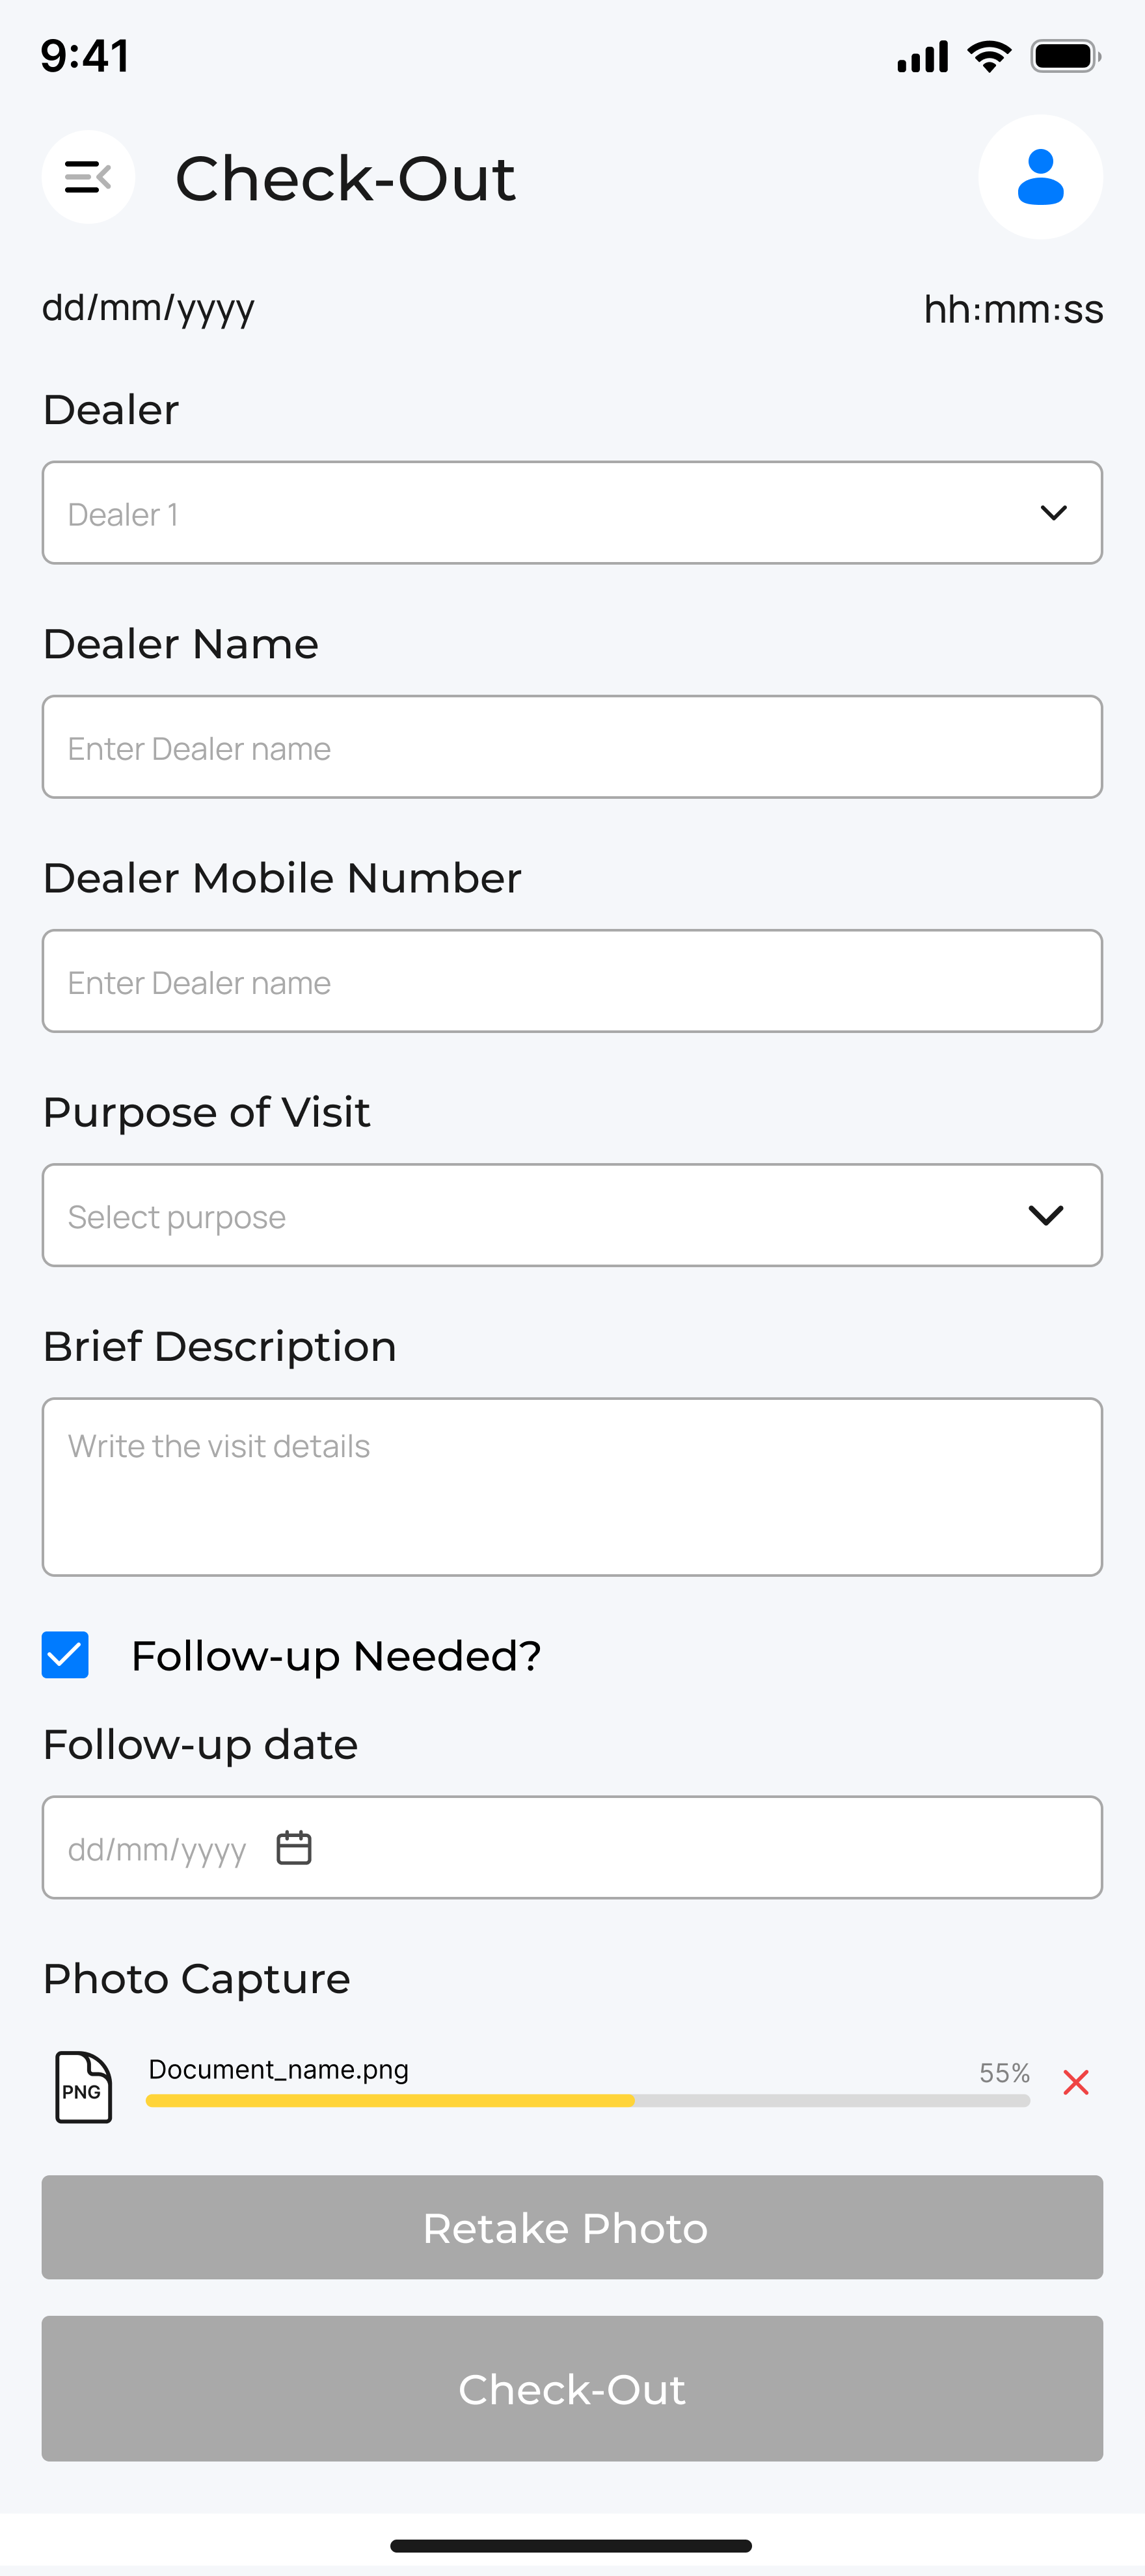 9:41
Check-Out
dd/mm/yyyy hh:mm:ss
Dealer
Dealer 1
Dealer Name
Enter Dealer name
Dealer Mobile Number
Enter Dealer name
Purpose of Visit
Select purpose
Brief Description
Write the visit details
Follow-up Needed?
Follow-up date
dd/mm/yyyy
Photo Capture
PNG
Document_name.png 55%
Retake Photo
Check-Out